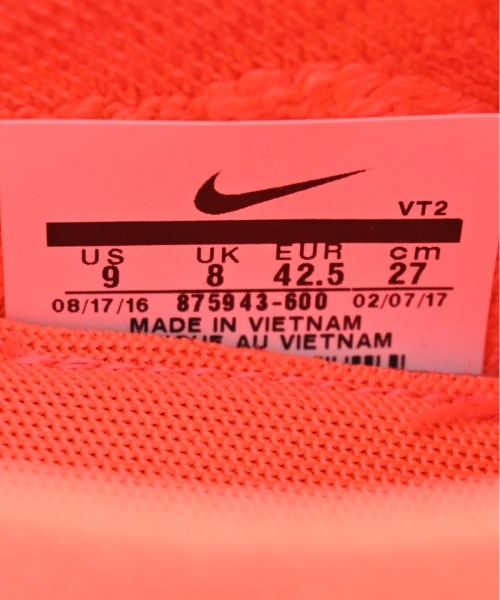 VT2
US UK EUR cm
9 8 42.5 27
08/17/16 875943-600 02/07/17
MADE IN VIETNAM
AU VIETNAM